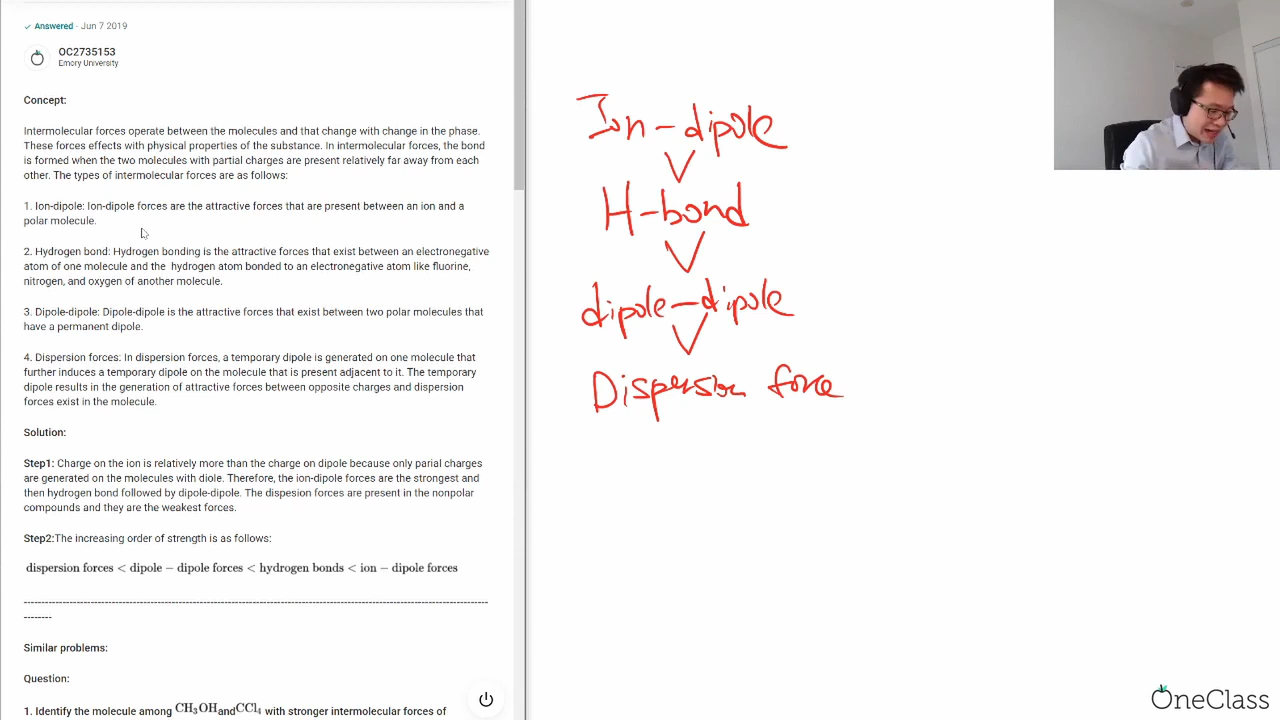 Answered - Jun 7 2019
OC2735153
Emory University
Concept:
Intermolecular forces operate between the molecules and that change with change in the phase.
These forces effects with physical properties of the substance. In intermolecular forces, the bond
is formed when the two molecules with partial charges are present relatively far away from each
other. The types of intermolecular forces are as follows:
1. Ion-dipole: Ion-dipole forces are the attractive forces that are present between an ion and a
polar molecule.
2. Hydrogen bond: Hydrogen bonding is the attractive forces that exist between an electronegative
atom of one molecule and the hydrogen atom bonded to an electronegative atom like fluorine,
nitrogen, and oxygen of another molecule.
3. Dipole-dipole: Dipole-dipole is the attractive forces that exist between two polar molecules that
have a permanent dipole.
4. Dispersion forces: In dispersion forces, a temporary dipole is generated on one molecule that
further induces a temporary dipole on the molecule that is present adjacent to it. The temporary
dipole results in the generation of attractive forces between opposite charges and dispersion
forces exist in the molecule.
Solution:
Step1: Charge on the ion is relatively more than the charge on dipole because only parial charges
are generated on the molecules with diole. Therefore, the ion-dipole forces are the strongest and
then hydrogen bond followed by dipole-dipole. The dispesion forces are present in the nonpolar
compounds and they are the weakest forces.
Step2:The increasing order of strength is as follows:
dispersion forces < dipole − dipole forces < hydrogen bonds < ion − dipole forces
Similar problems:
Question:
1. Identify the molecule among CH₃OHandCCl₄ with stronger intermolecular forces of
Ion-dipole
H-bond
dipole-dipole
Dispersion force
OneClass